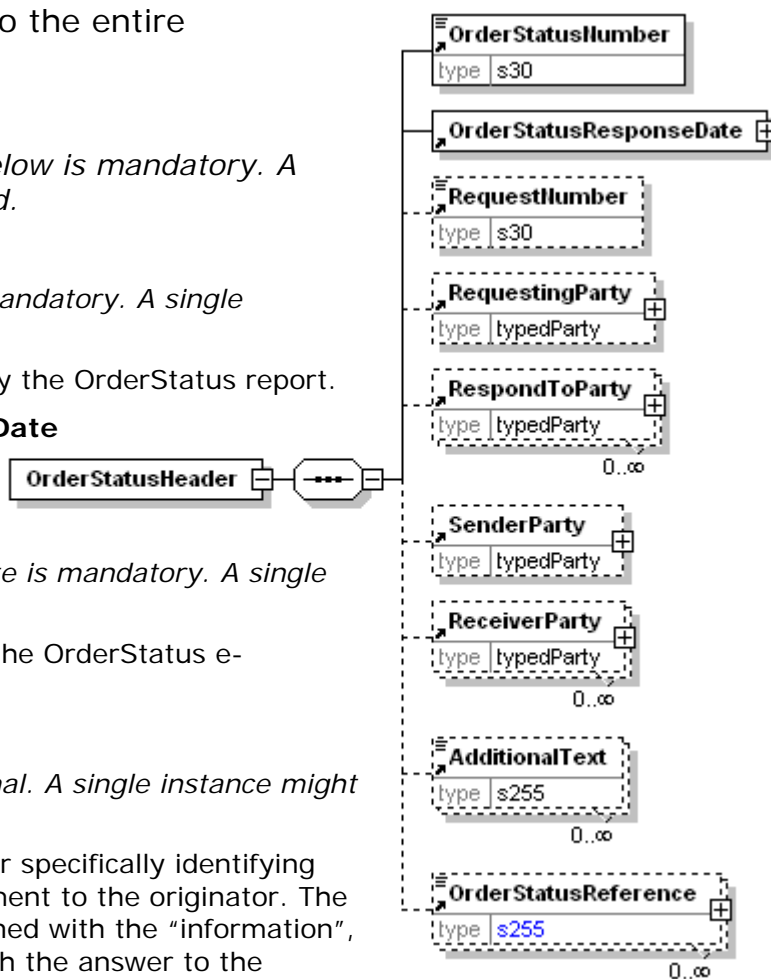 o the entire
elow is mandatory. A
d.
andatory. A single
y the OrderStatus report.
Date
e is mandatory. A single
he OrderStatus e-
nal. A single instance might
r specifically identifying
ment to the originator. The
ned with the "information",
h the answer to the
OrderStatusHeader
OrderStatusNumber
type s30
OrderStatusResponseDate
RequestNumber
type s30
RequestingParty
type typedParty
RespondToParty
type typedParty
0..∞
SenderParty
type typedParty
ReceiverParty
type typedParty
0..∞
AdditionalText
type s255
0..∞
OrderStatusReference
type s255
0..∞